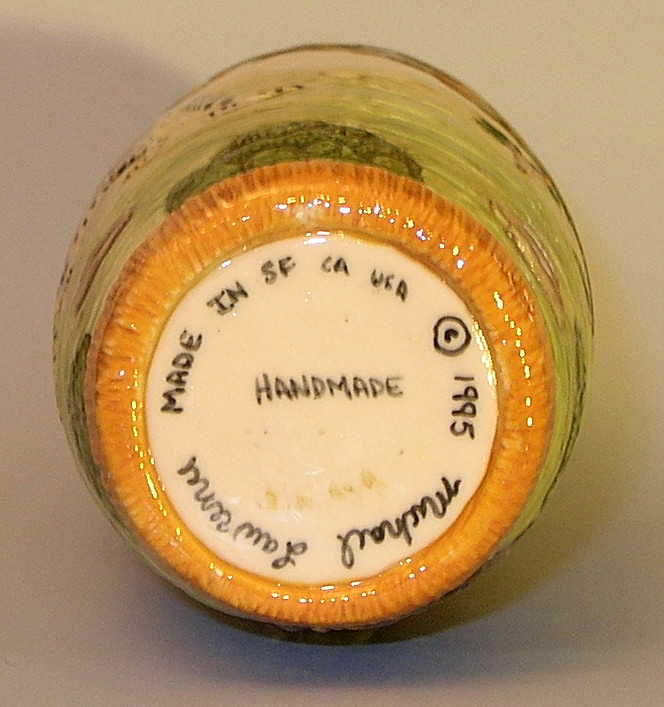 MADE IN SF CA USA
© 1995
Michael Lawrence
HANDMADE